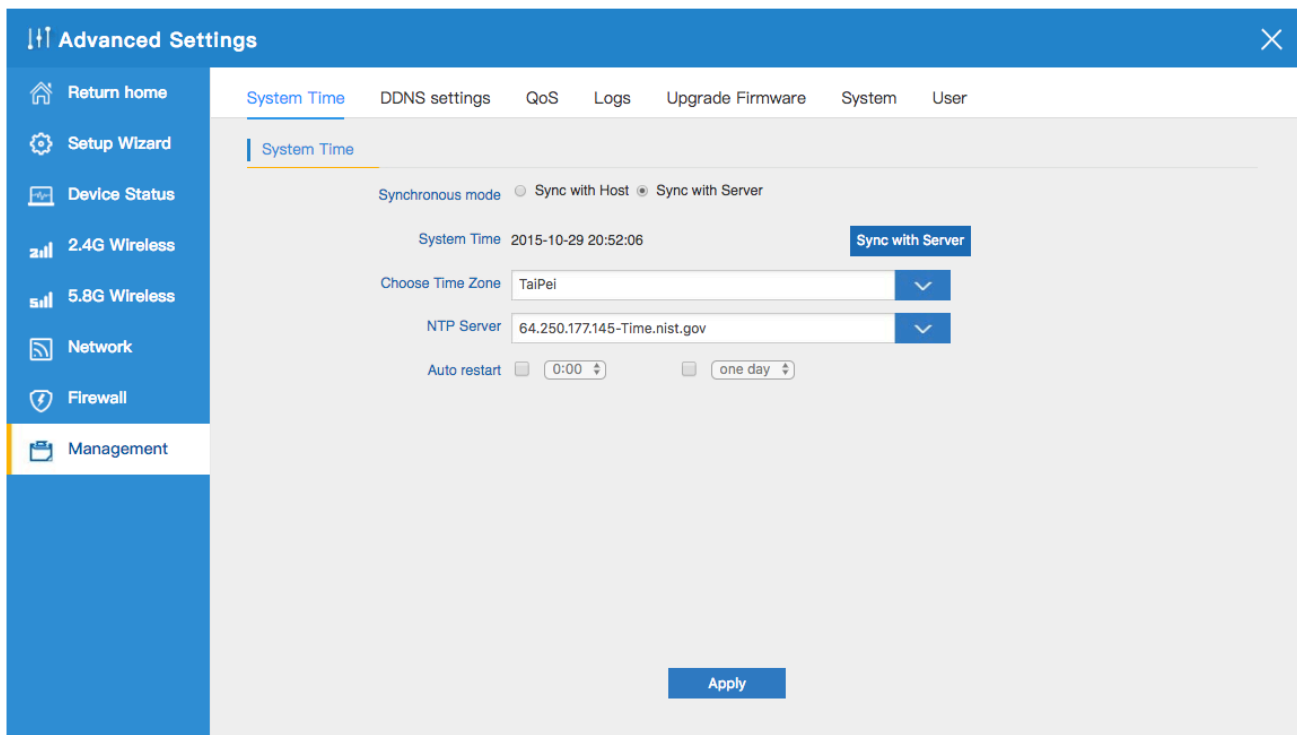 Advanced Settings
Return home
Setup Wizard
Device Status
2.4G Wireless
5.8G Wireless
Network
Firewall
Management
System Time DDNS settings QoS Logs Upgrade Firmware System User
System Time
Synchronous mode Sync with Host Sync with Server
System Time 2015-10-29 20:52:06 Sync with Server
Choose Time Zone TaiPei
NTP Server 64.250.177.145-Time.nist.gov
Auto restart 0:00 one day
Apply